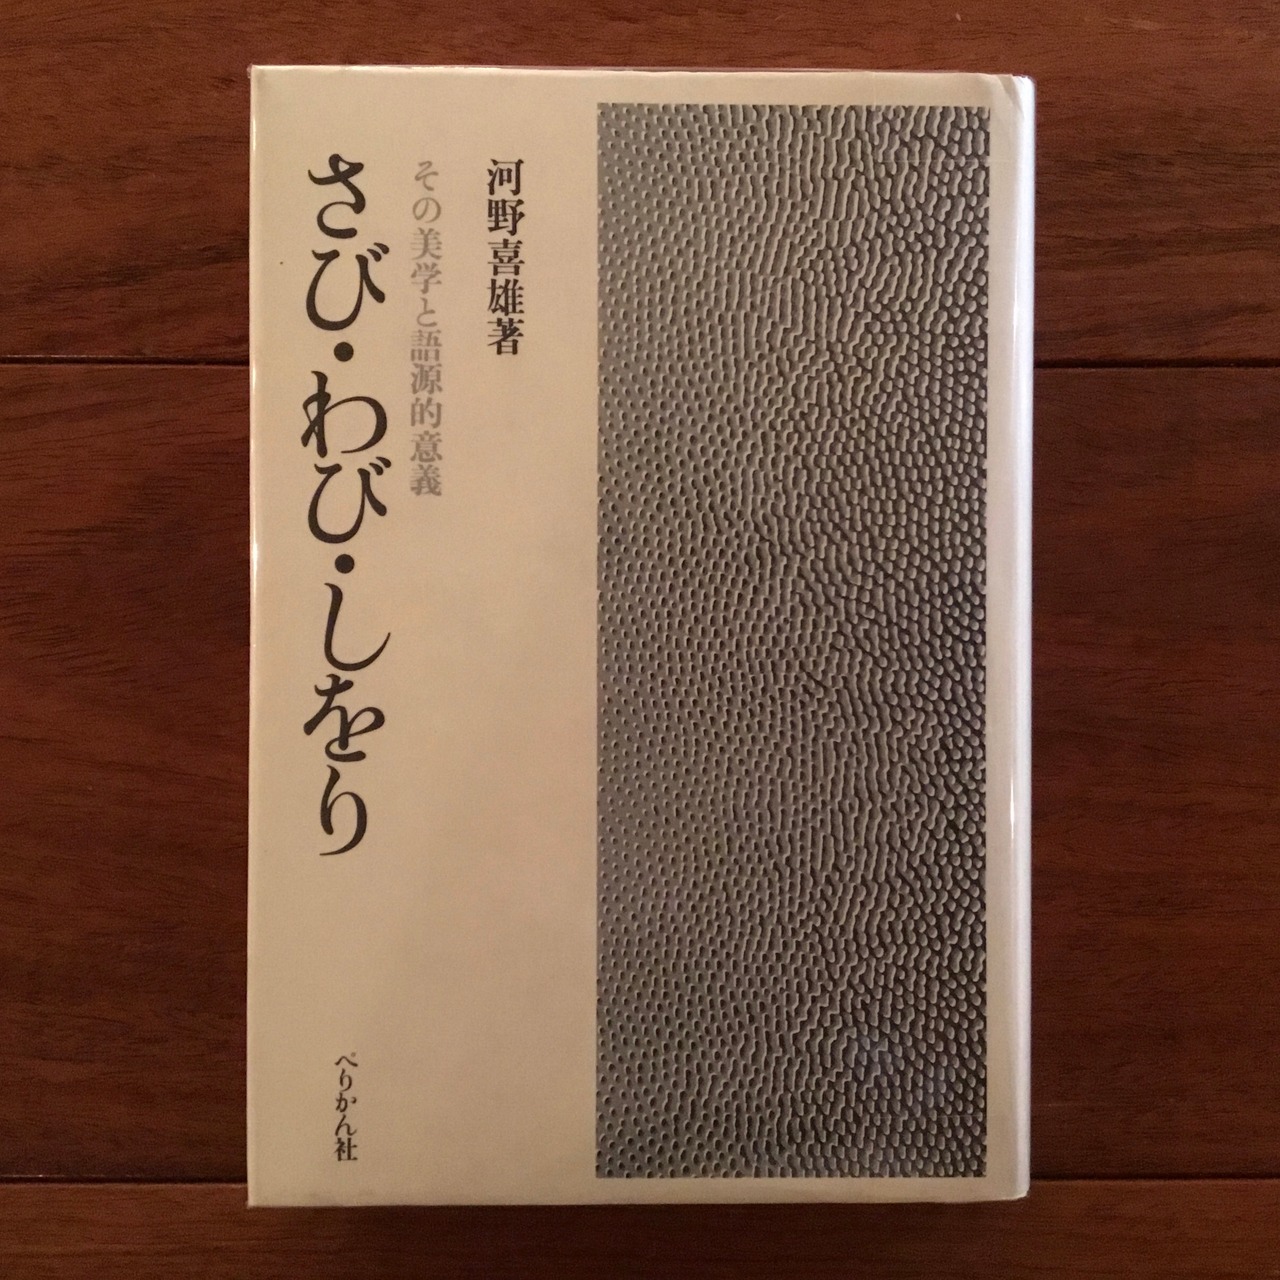 河野喜雄著
その美学と語源的意義
さび・わび・しをり
ぺりかん社